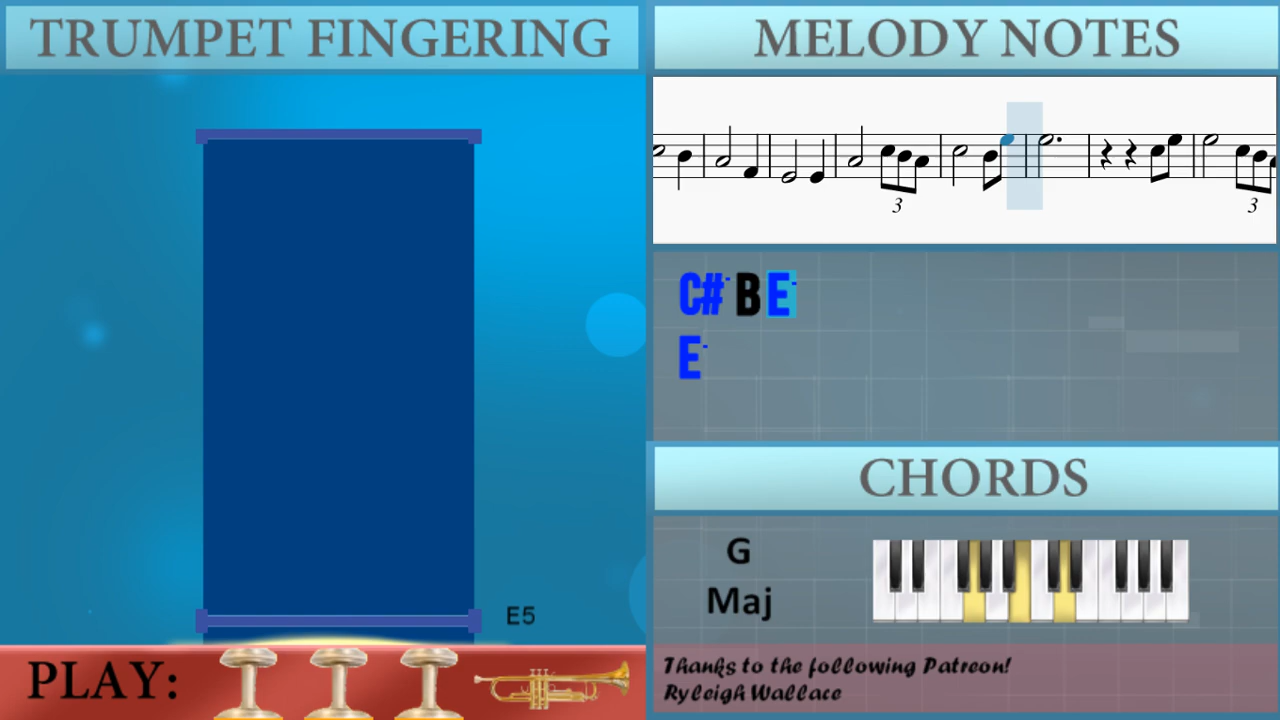 TRUMPET FINGERING
MELODY NOTES
3
3
C# B E
E
E5
CHORDS
G
Maj
PLAY:
Thanks to the following Patreon!
Ryleigh Wallace